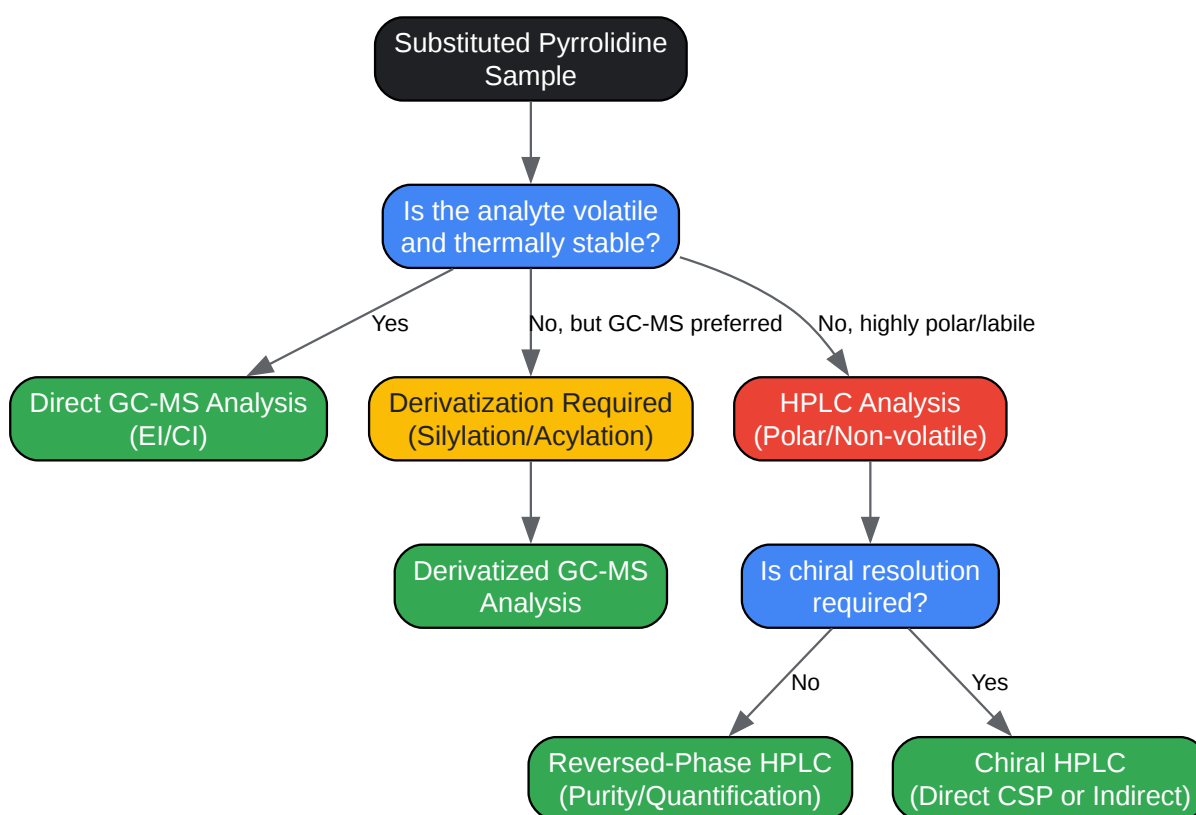 Substituted Pyrrolidine
Sample
Is the analyte volatile
and thermally stable?
Yes
No, but GC-MS preferred
No, highly polar/labile
Direct GC-MS Analysis
(EI/CI)
Derivatization Required
(Silylation/Acylation)
HPLC Analysis
(Polar/Non-volatile)
Derivatized GC-MS
Analysis
Is chiral resolution
required?
No
Yes
Reversed-Phase HPLC
(Purity/Quantification)
Chiral HPLC
(Direct CSP or Indirect)